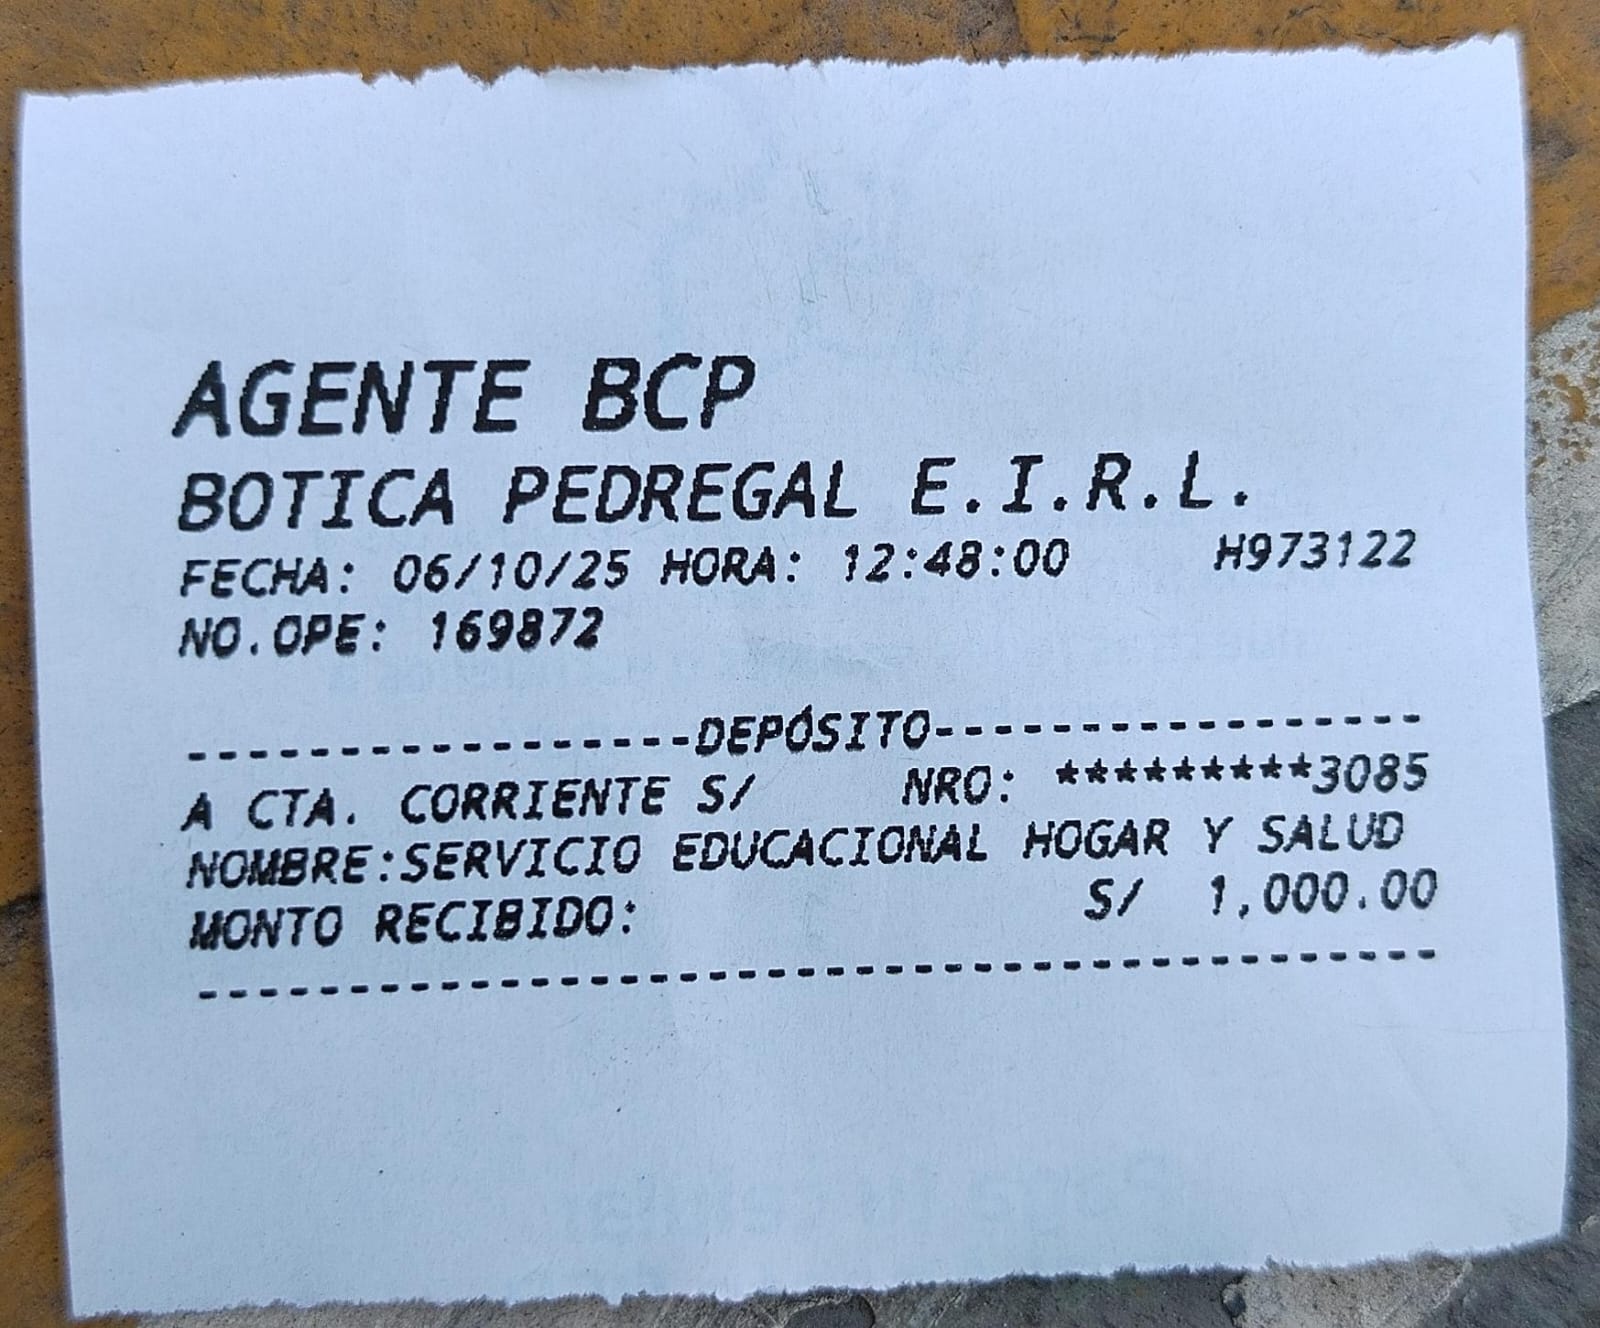 AGENTE BCP
BOTICA PEDREGAL E.I.R.L.
FECHA: 06/10/25 HORA: 12:48:00 H973122
NO.OPE: 169872
-----------------DEPÓSITO-----------------
A CTA. CORRIENTE S/ NRO: *********3085
NOMBRE:SERVICIO EDUCACIONAL HOGAR Y SALUD
MONTO RECIBIDO: S/ 1,000.00
------------------------------------------